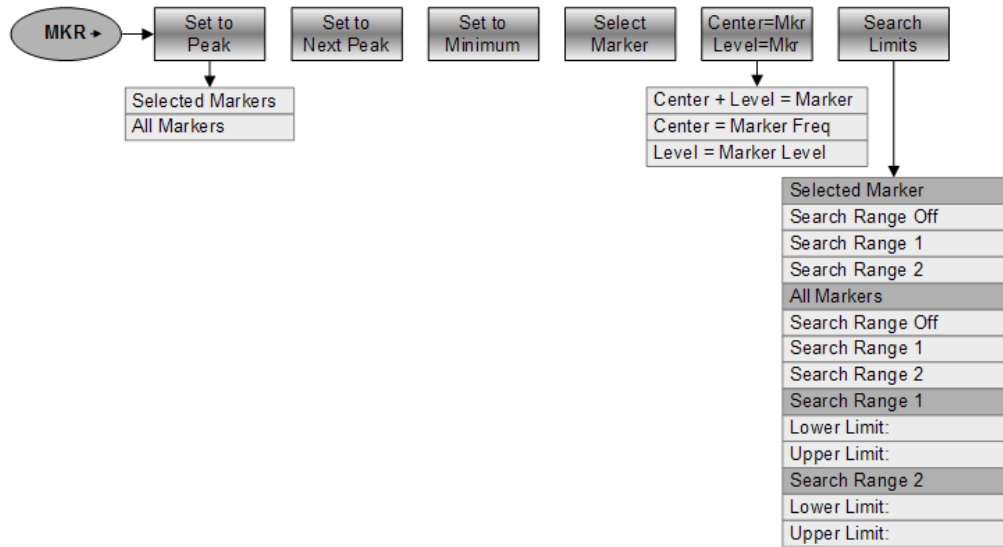 MKR →
Set to
Peak
Set to
Next Peak
Set to
Minimum
Select
Marker
Center=Mkr
Level=Mkr
Search
Limits
Selected Markers
All Markers
Center + Level = Marker
Center = Marker Freq
Level = Marker Level
Selected Marker
Search Range Off
Search Range 1
Search Range 2
All Markers
Search Range Off
Search Range 1
Search Range 2
Search Range 1
Lower Limit:
Upper Limit:
Search Range 2
Lower Limit:
Upper Limit: